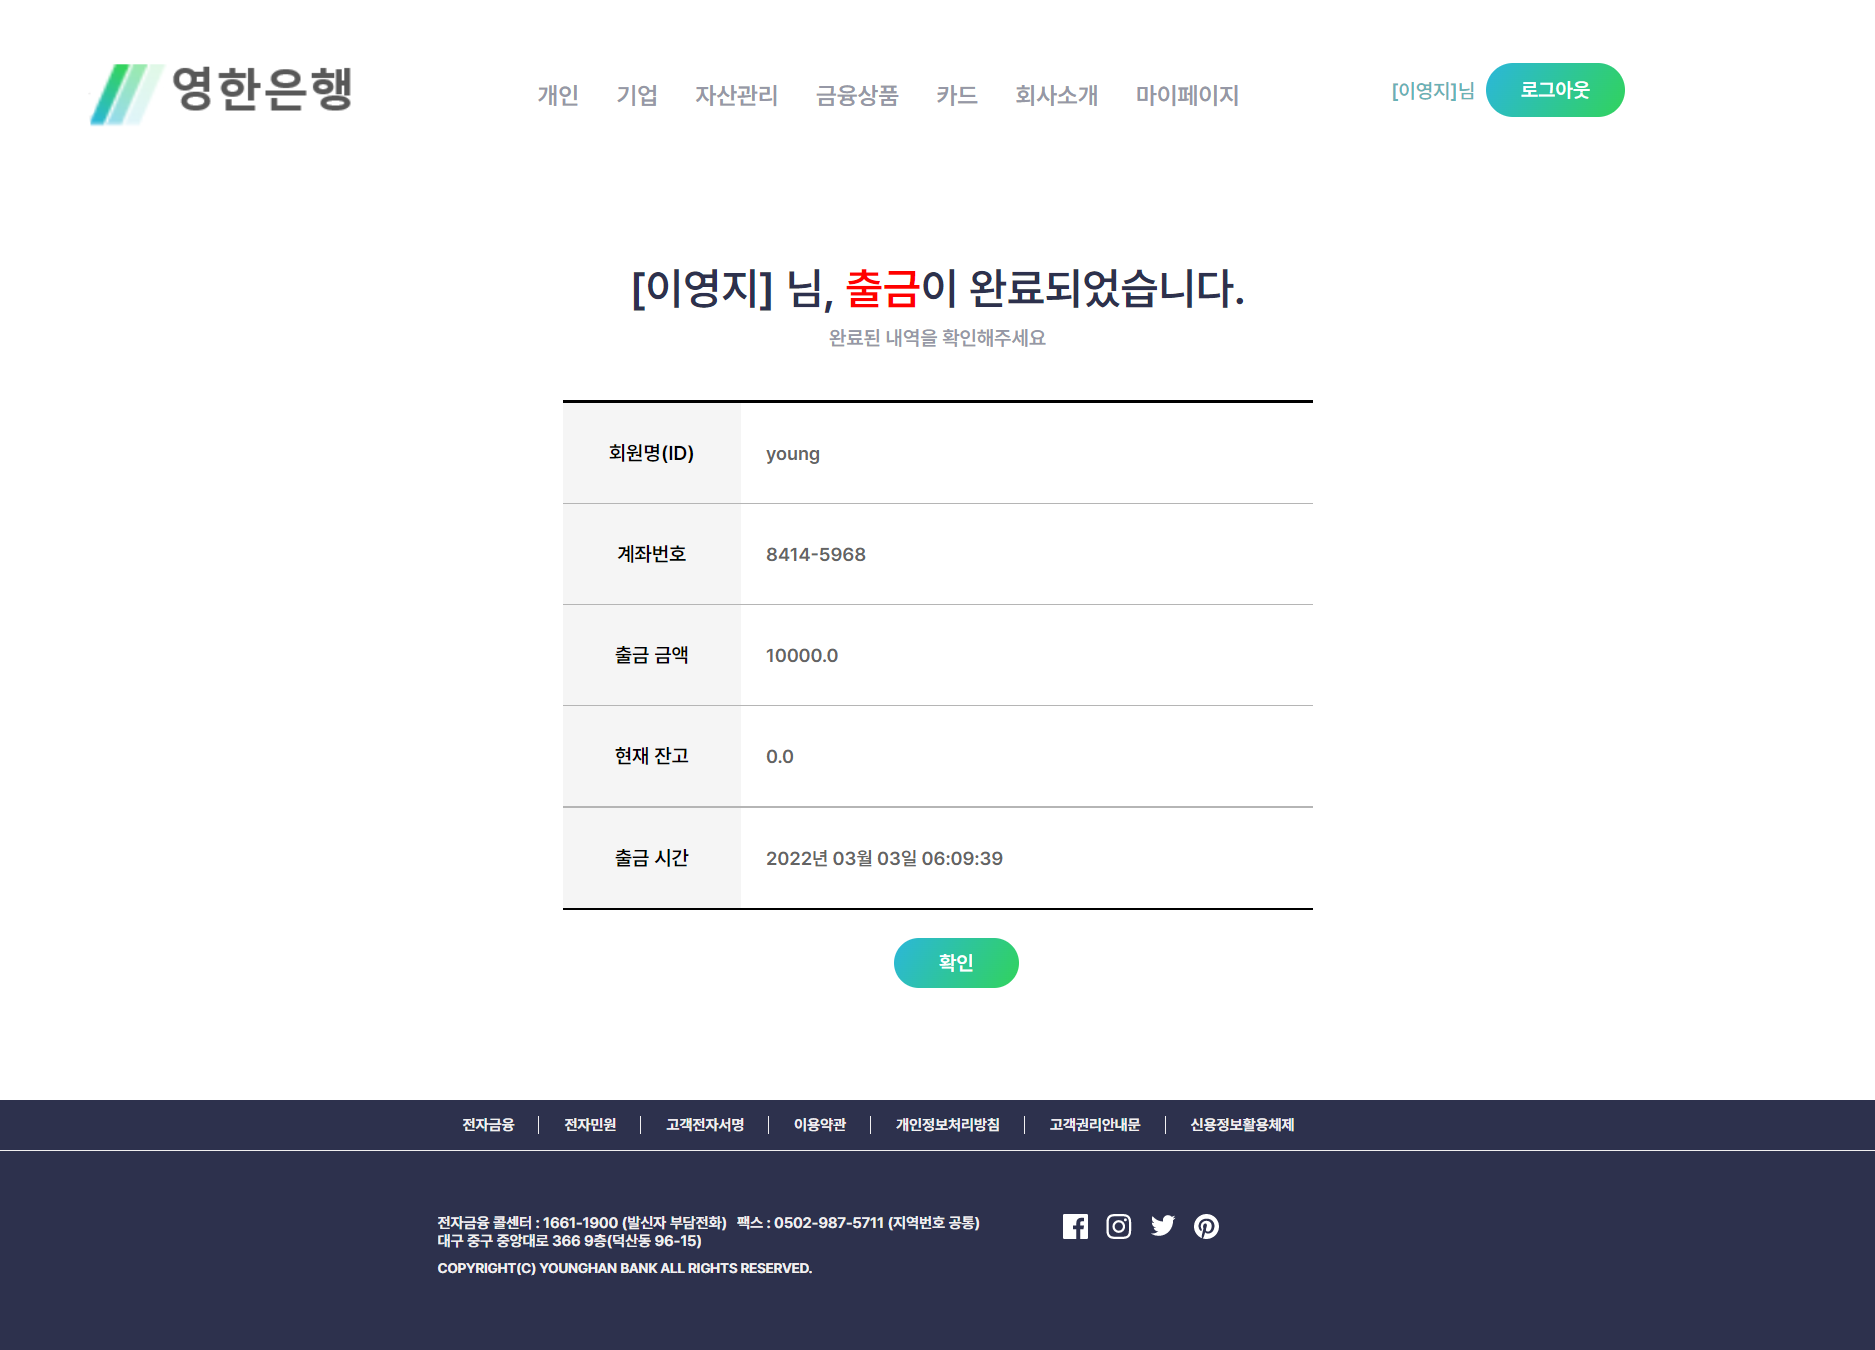 영한은행
개인 기업 자산관리 금융상품 카드 회사소개 마이페이지
[이영지]님 로그아웃
[이영지] 님, 출금이 완료되었습니다.
완료된 내역을 확인해주세요
회원명(ID) young
계좌번호 8414-5968
출금 금액 10000.0
현재 잔고 0.0
출금 시간 2022년 03월 03일 06:09:39
확인
전자금융 전자민원 고객전자서명 이용약관 개인정보처리방침 고객권리안내문 신용정보활용체제
전자금융 콜센터 : 1661-1900 (발신자 부담전화) 팩스 : 0502-987-5711 (지역번호 공통)
대구 중구 중앙대로 366 9층(덕산동 96-15)
COPYRIGHT(C) YOUNGHAN BANK ALL RIGHTS RESERVED.